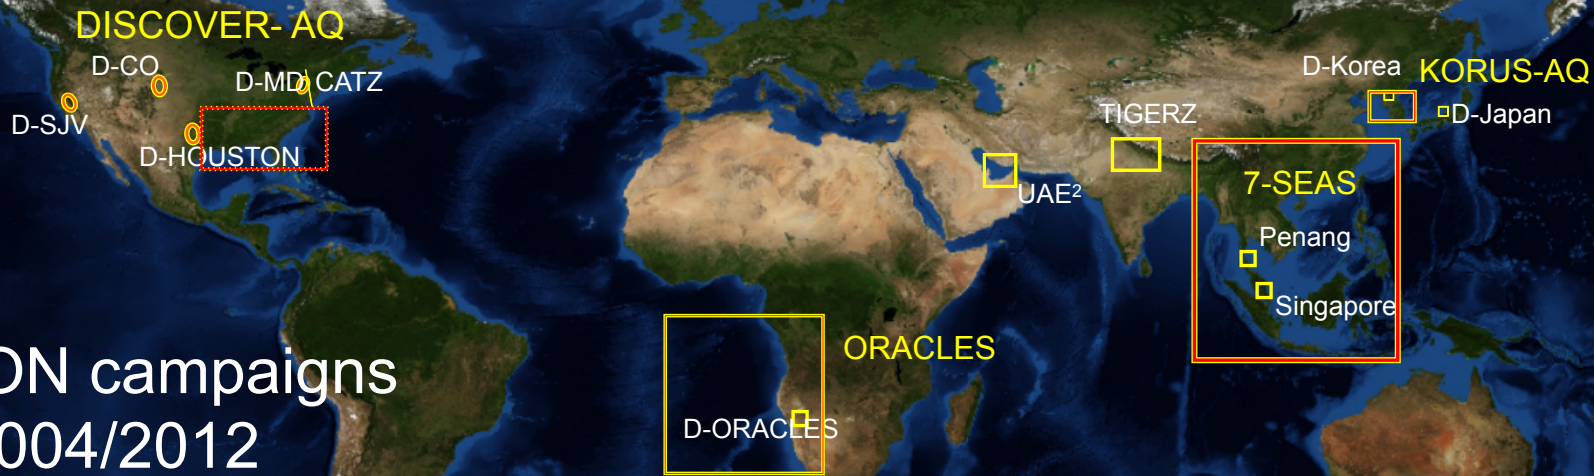 DISCOVER- AQ
D-CO
D-MD CATZ
D-SJV
D-HOUSTON
D-Korea
KORUS-AQ
D-Japan
TIGERZ
UAE²
7-SEAS
Penang
Singapore
ORACLES
D-ORACLES
ON campaigns
004/2012